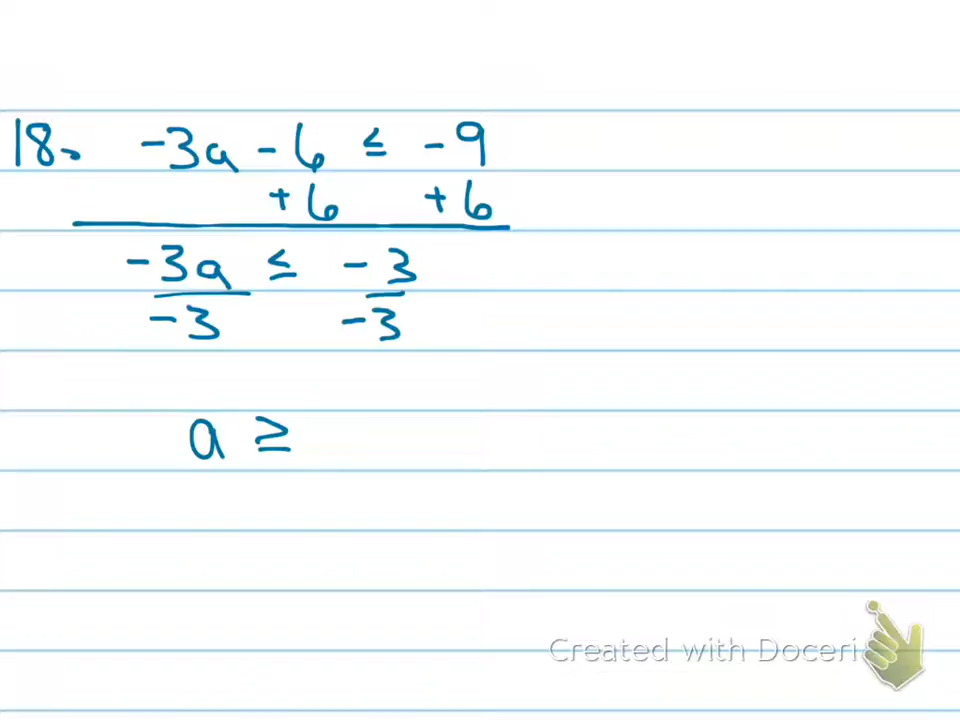 18. -3a - 6 ≤ -9
+6 +6
-3a ≤ -3
-3 -3
a ≥
Created with Doceri